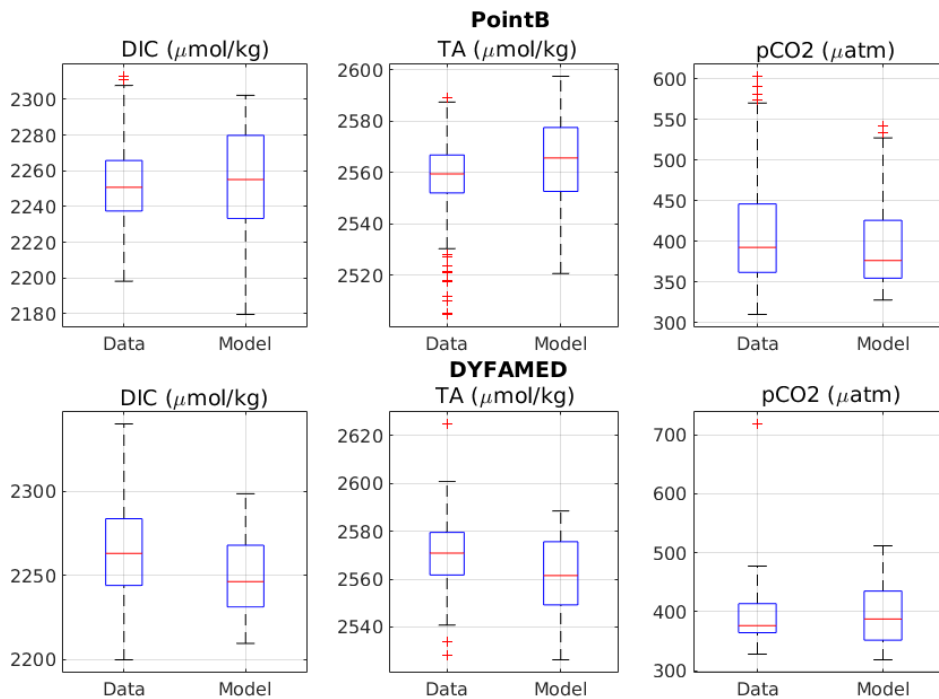 PointB
DIC (μmol/kg)
TA (μmol/kg)
pCO2 (μatm)
2300
2280
2260
2240
2220
2200
2180
Data Model
2600
2580
2560
2540
2520
Data Model
600
550
500
450
400
350
300
Data Model
DYFAMED
DIC (μmol/kg)
TA (μmol/kg)
pCO2 (μatm)
2300
2250
2200
Data Model
2620
2600
2580
2560
2540
Data Model
700
600
500
400
300
Data Model